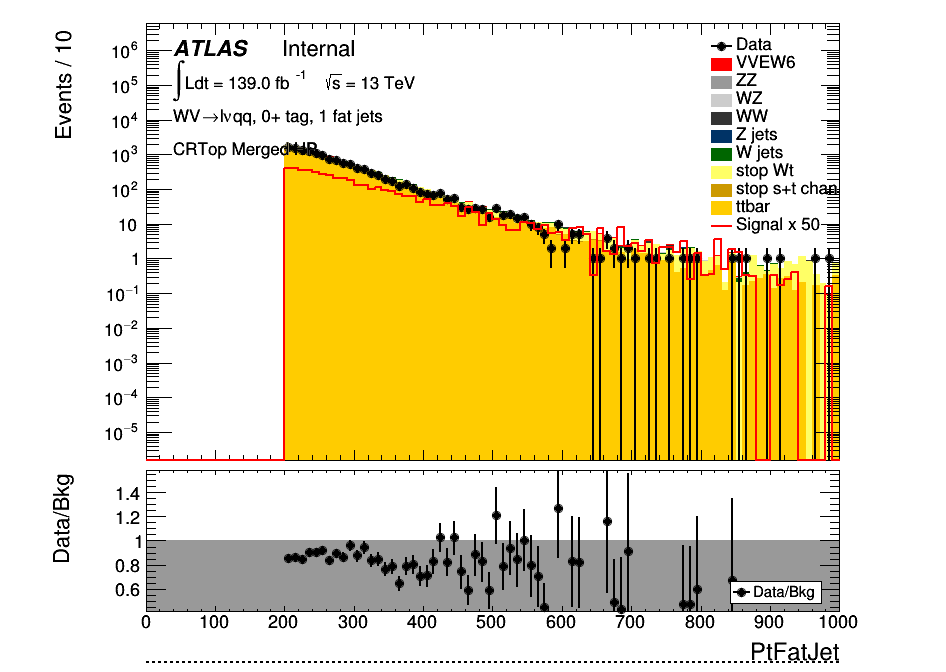 Events / 10
10⁶
10⁵
10⁴
10³
10²
10
1
10⁻¹
10⁻²
10⁻³
10⁻⁴
10⁻⁵
ATLAS Internal
∫Ldt = 139.0 fb⁻¹ √s = 13 TeV
WV→lνqq, 0+ tag, 1 fat jets
CRTop Merged HP
Data
VVEW6
ZZ
WZ
WW
Z jets
W jets
stop Wt
stop s+t chan
ttbar
Signal x 50
Data/Bkg
1.4
1.2
1
0.8
0.6
Data/Bkg
0 100 200 300 400 500 600 700 800 900 1000
PtFatJet